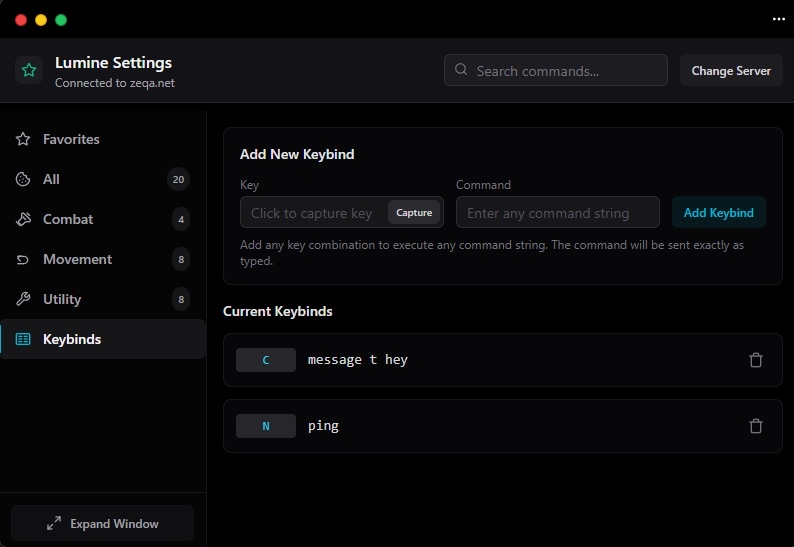 Lumine Settings
Connected to zeqa.net
Search commands...
Change Server
Favorites
All 20
Combat 4
Movement 8
Utility 8
Keybinds
Expand Window
Add New Keybind
Key
Command
Click to capture key
Capture
Enter any command string
Add Keybind
Add any key combination to execute any command string. The command will be sent exactly as
typed.
Current Keybinds
C message t hey
N ping